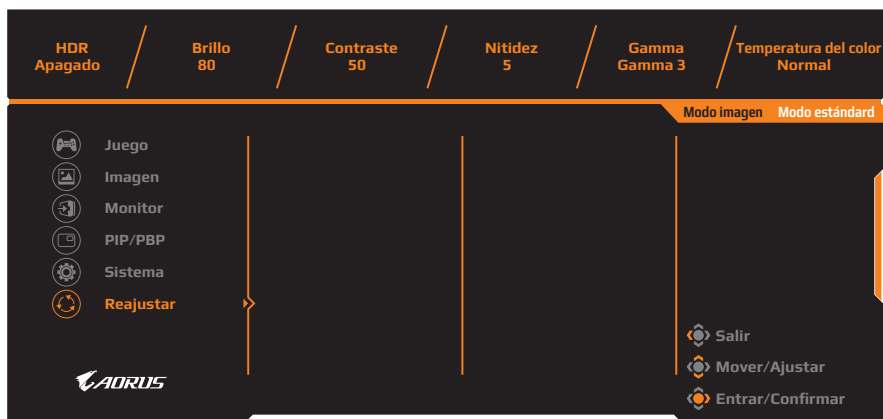 HDR
Apagado
Brillo
80
Contraste
50
Nitidez
5
Gamma
Gamma 3
Temperatura del color
Normal
Modo imagen Modo estándard
Juego
Imagen
Monitor
PIP/PBP
Sistema
Reajustar
Salir
Mover/Ajustar
Entrar/Confirmar
AORUS